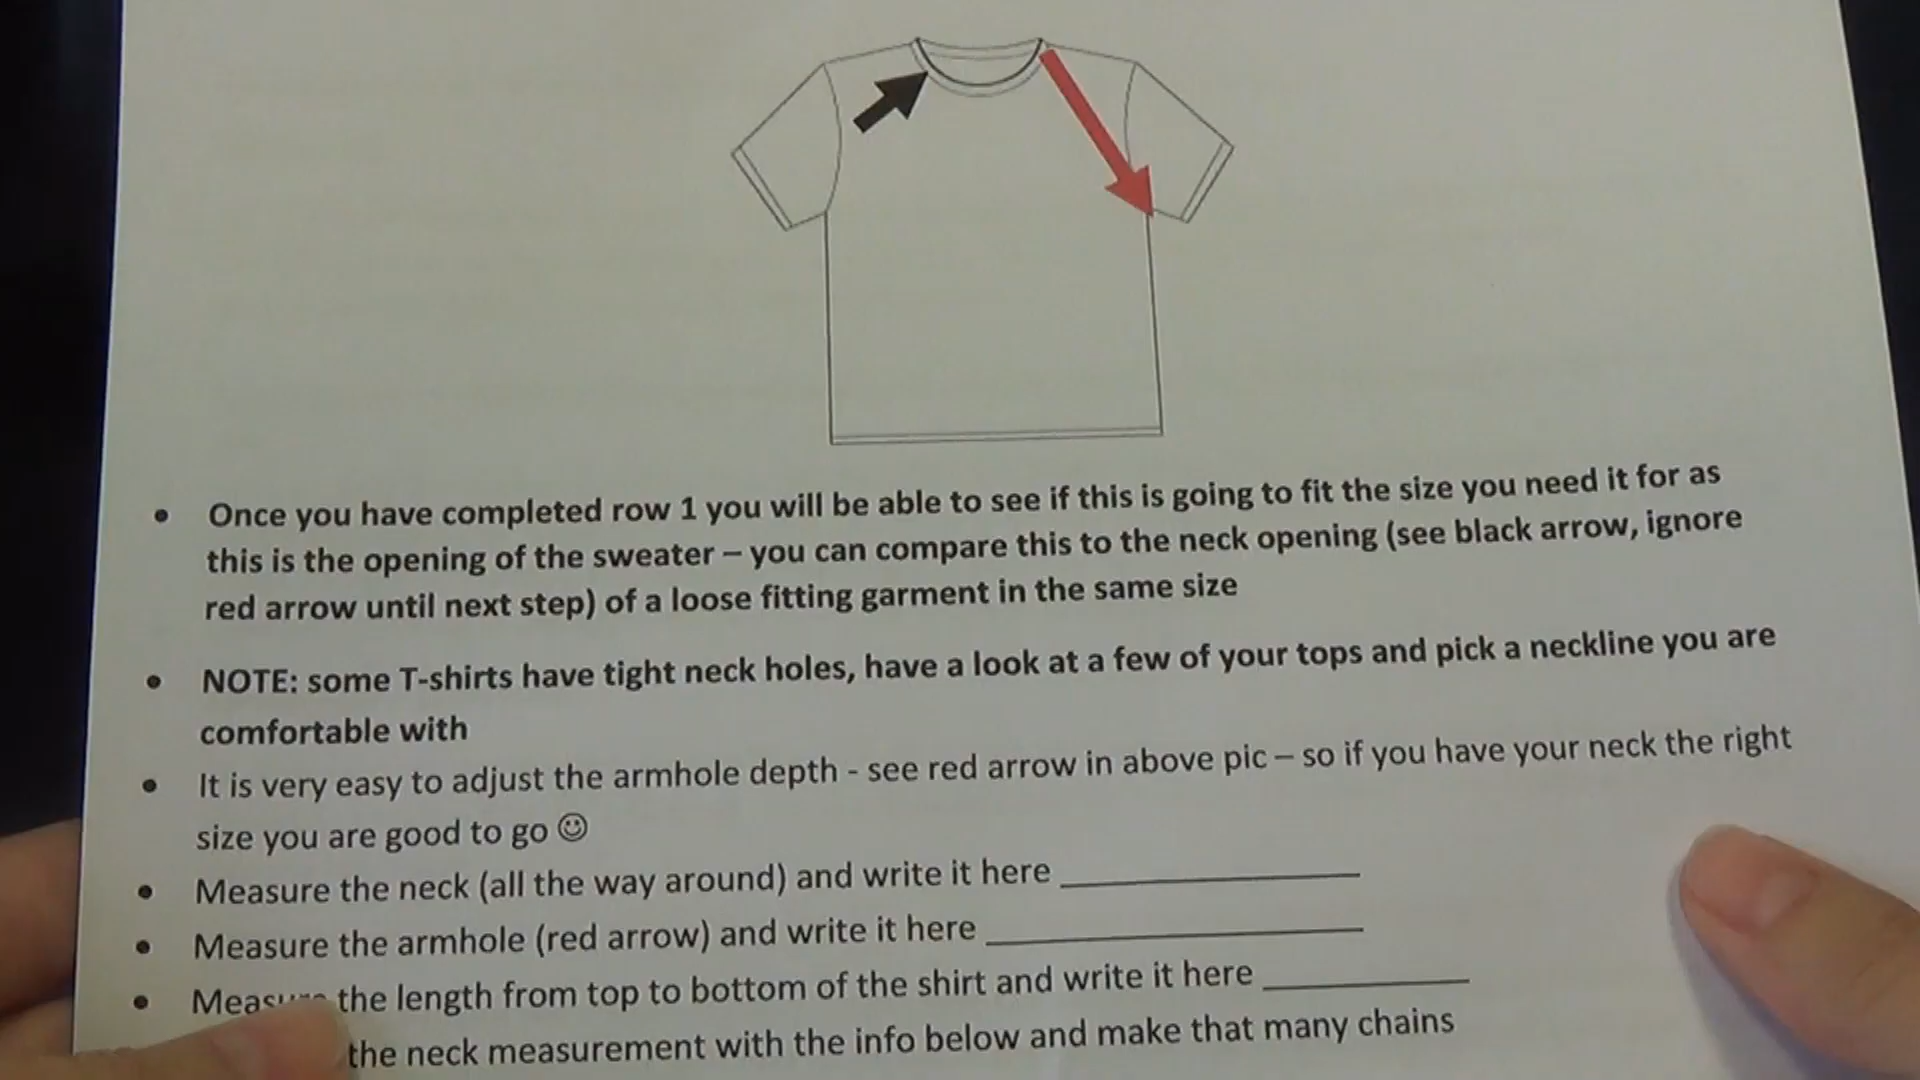 • Once you have completed row 1 you will be able to see if this is going to fit the size you need it for as
this is the opening of the sweater – you can compare this to the neck opening (see black arrow, ignore
red arrow until next step) of a loose fitting garment in the same size
• NOTE: some T-shirts have tight neck holes, have a look at a few of your tops and pick a neckline you are
comfortable with
• It is very easy to adjust the armhole depth - see red arrow in above pic – so if you have your neck the right
size you are good to go ☺
• Measure the neck (all the way around) and write it here ____________
• Measure the armhole (red arrow) and write it here ____________
• Measure the length from top to bottom of the shirt and write it here ____________
the neck measurement with the info below and make that many chains